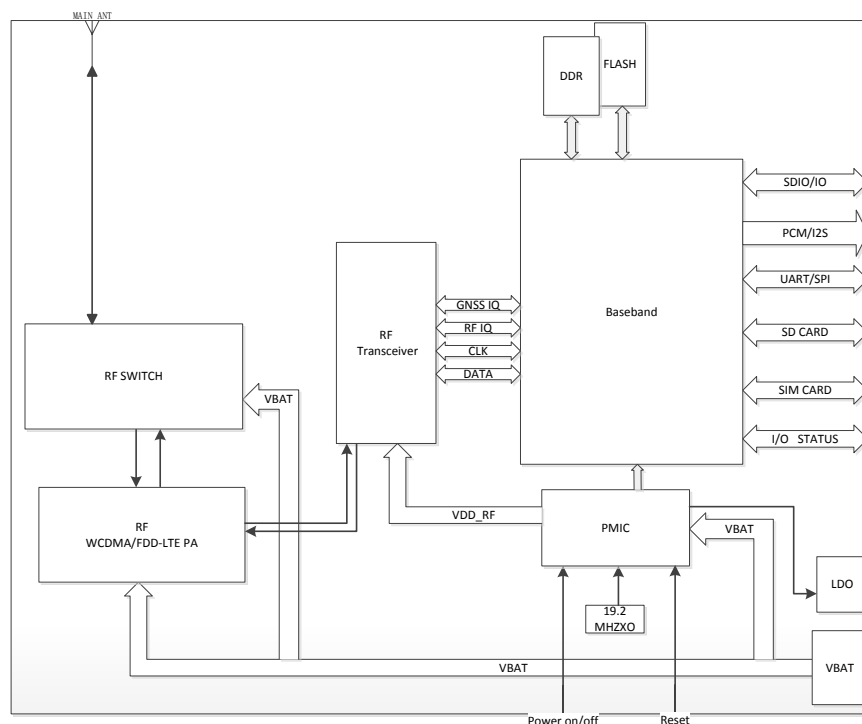 MAIN ANT
DDR
FLASH
SDIO/IO
PCM/I2S
UART/SPI
SD CARD
SIM CARD
I/O STATUS
Baseband
GNSS IQ
RF IQ
CLK
DATA
RF
Transceiver
RF SWITCH
VBAT
RF
WCDMA/FDD-LTE PA
VDD_RF
PMIC
VBAT
LDO
19.2
MHZXO
VBAT
VBAT
Power on/off
Reset